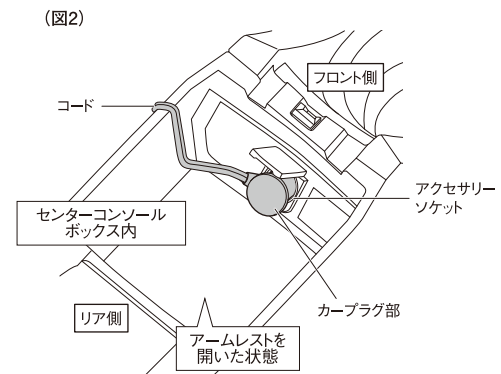 （図2）
フロント側
コード
アクセサリー
ソケット
センターコンソール
ボックス内
カープラグ部
リア側
アームレストを
開いた状態